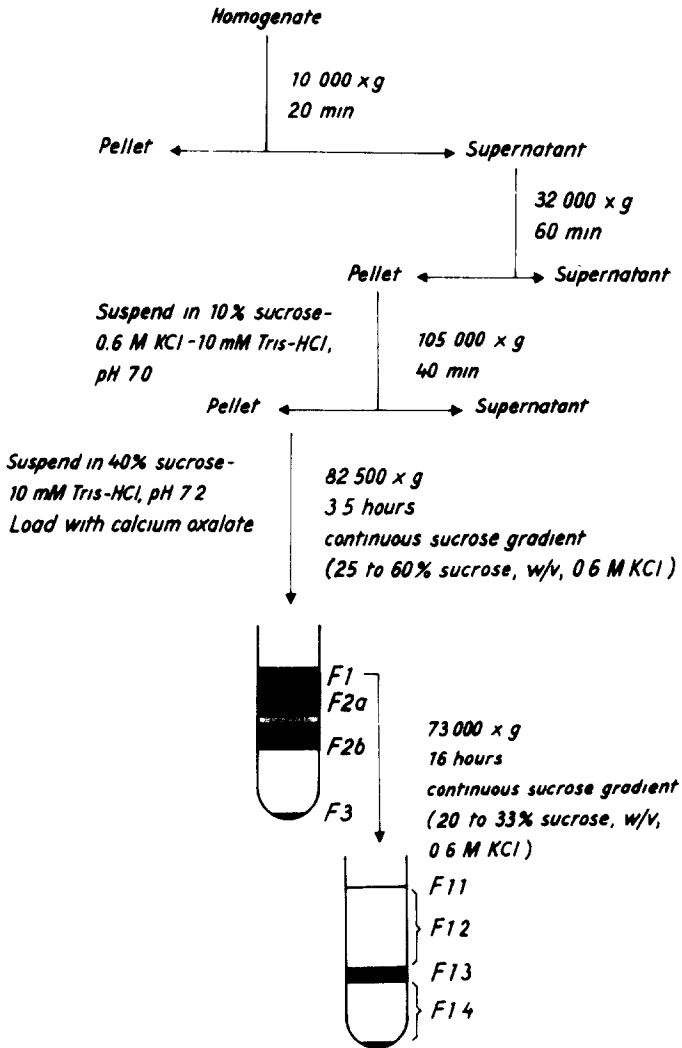 Homogenate
10 000 x g
20 min
Pellet
Supernatant
32 000 x g
60 min
Pellet
Supernatant
Suspend in 10% sucrose-
0.6 M KCl-10 mM Tris-HCl,
pH 7 0
105 000 x g
40 min
Pellet
Supernatant
Suspend in 40% sucrose-
10 mM Tris-HCl, pH 7 2
Load with calcium oxalate
82 500 x g
3 5 hours
continuous sucrose gradient
(25 to 60% sucrose, w/v, 0 6 M KCl)
F1
F2a
F2b
F3
73 000 x g
16 hours
continuous sucrose gradient
(20 to 33% sucrose, w/v,
0 6 M KCl)
F1 1
F1 2
F1 3
F1 4